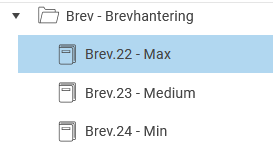 Brev - Brevhantering
Brev.22 - Max
Brev.23 - Medium
Brev.24 - Min